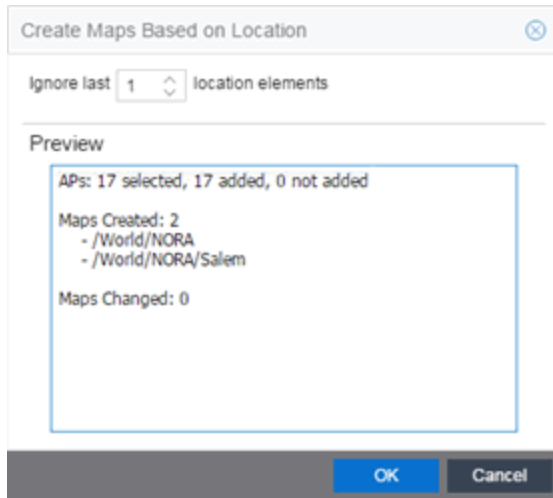 Create Maps Based on Location
Ignore last 1 location elements
Preview
APs: 17 selected, 17 added, 0 not added
Maps Created: 2
- /World/NORA
- /World/NORA/Salem
Maps Changed: 0
OK Cancel